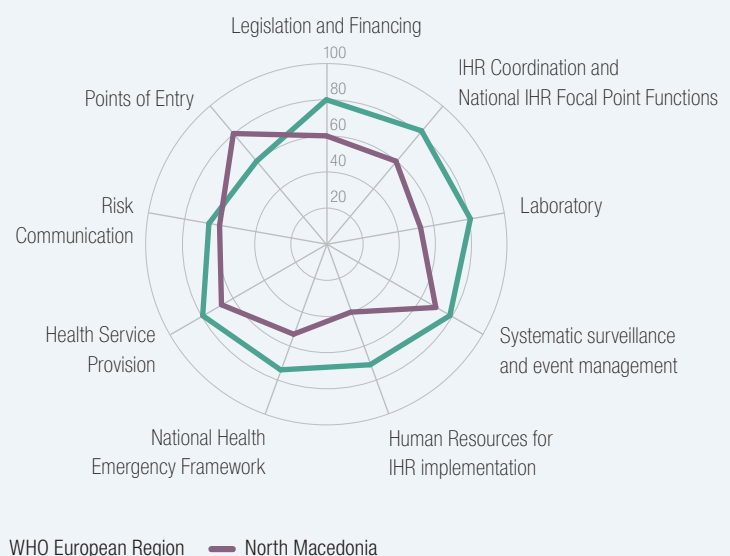 Legislation and Financing
100
80
60
40
20
IHR Coordination and
National IHR Focal Point Functions
Laboratory
Systematic surveillance
and event management
Human Resources for
IHR implementation
National Health
Emergency Framework
Health Service
Provision
Risk
Communication
Points of Entry
WHO European Region
North Macedonia